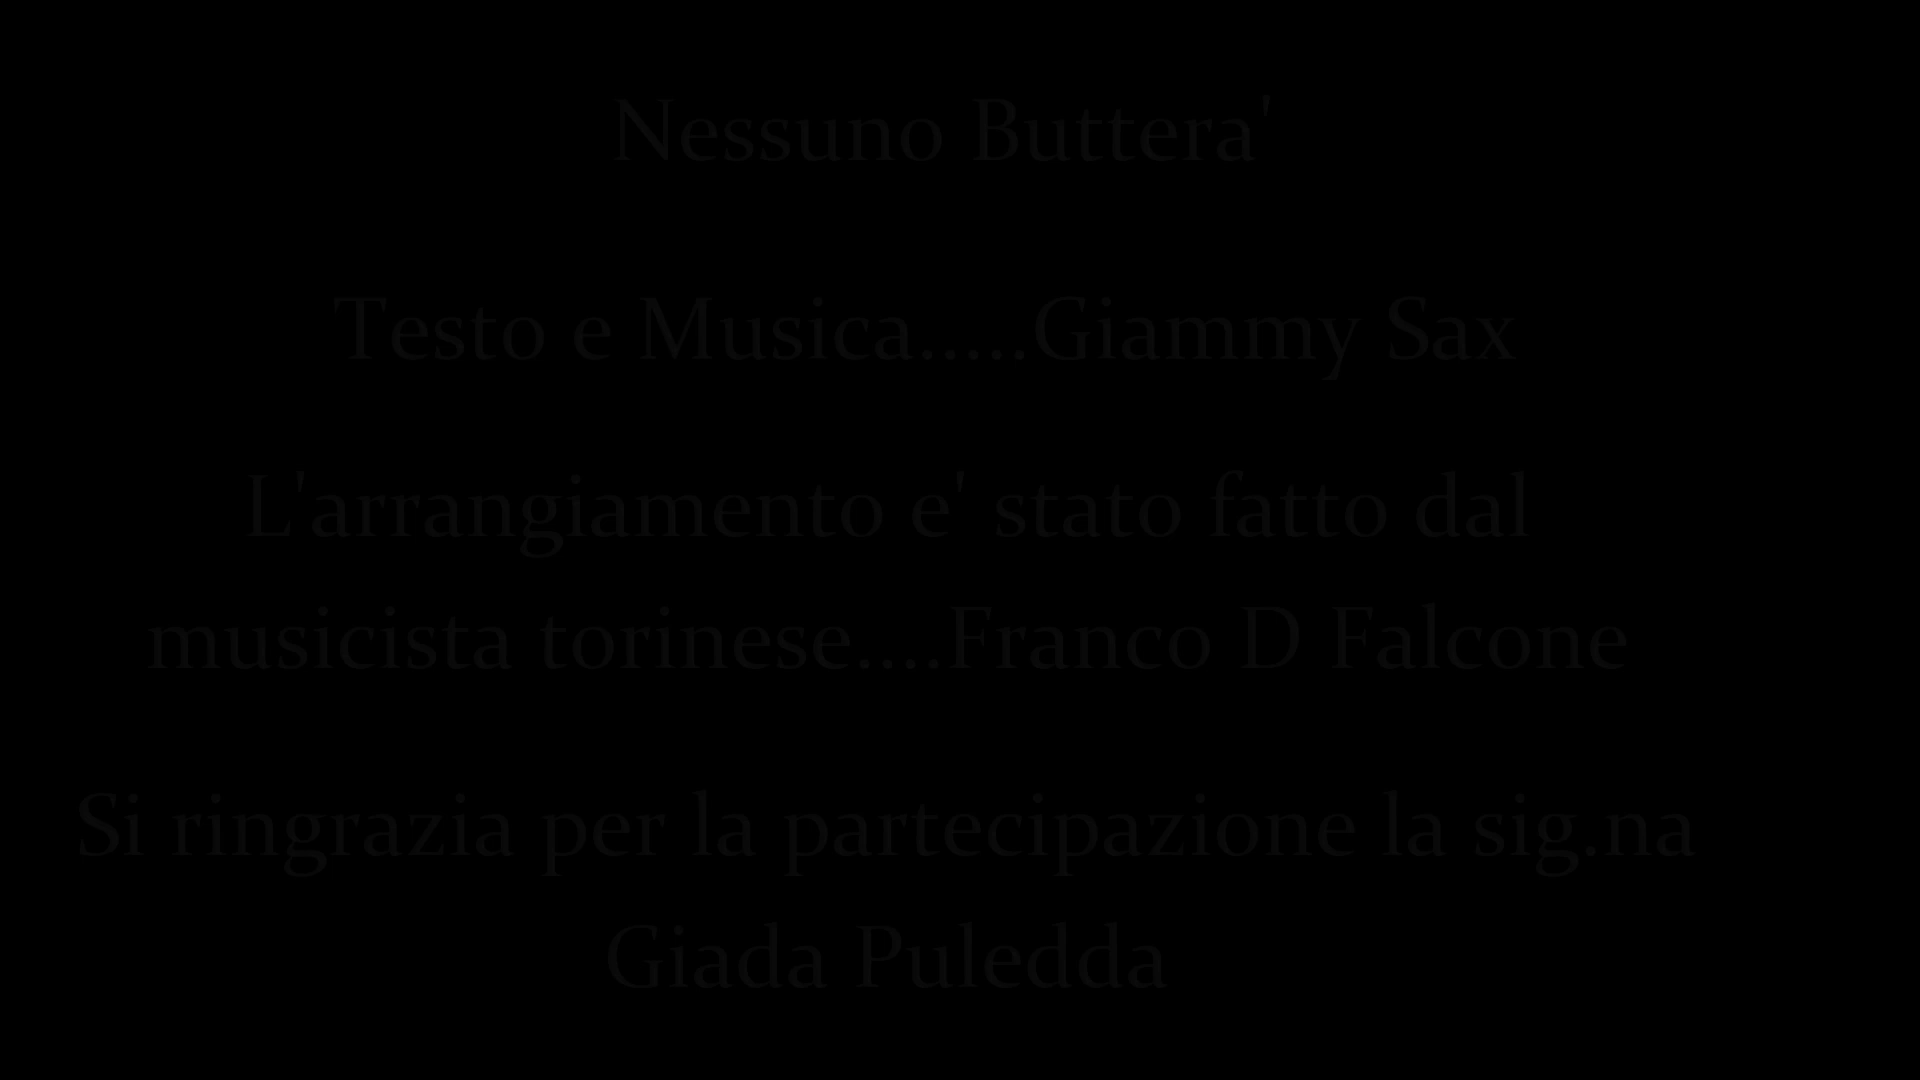 Nessuno Buttera'
Testo e Musica.....Giammy Sax
L'arrangiamento e' stato fatto dal
musicista torinese....Franco D Falcone
Si ringrazia per la partecipazione la sig.na
Giada Puledda